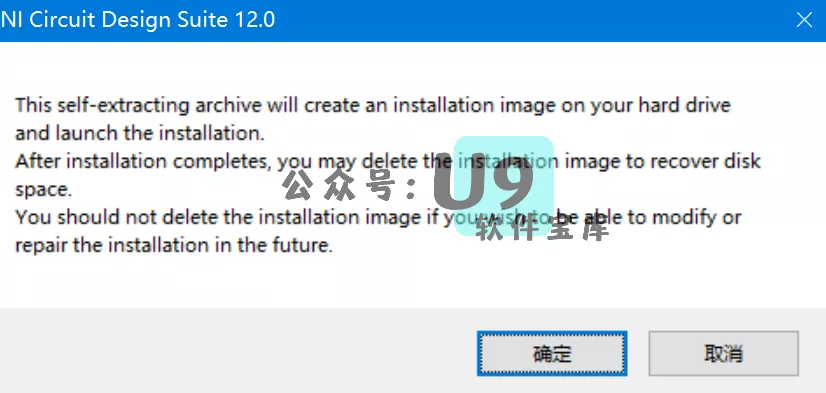 NI Circuit Design Suite 12.0
This self-extracting archive will create an installation image on your hard drive
and launch the installation.
After installation completes, you may delete the installation image to recover disk
space.
You should not delete the installation image if you wish to be able to modify or
repair the installation in the future.
公众号:U9
软件宝库
确定
取消